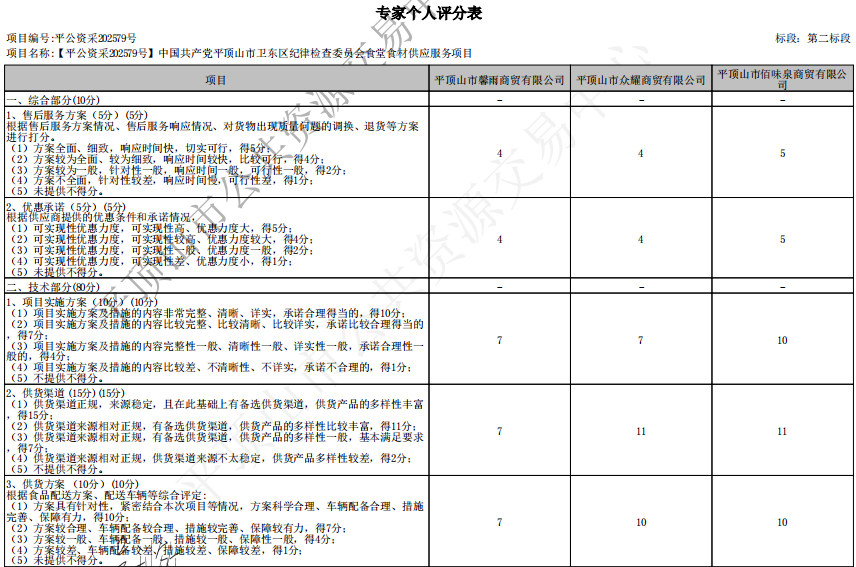 专家个人评分表
项目编号:平公资采202579号
标段: 第二标段
项目名称:【平公资采202579号】中国共产党平顶山市卫东区纪律检查委员会食堂食材供应服务项目
项目 平顶山市馨雨商贸有限公司 平顶山市众耀商贸有限公司 平顶山市佰味泉商贸有限公
司
一、综合部分(10分) - - -
1、售后服务方案（5分）(5分)
根据售后服务方案情况、售后服务响应情况、对货物出现质量问题的调换、退货等方案
进行打分。
（1）方案全面、细致，响应时间快，切实可行，得5分；
（2）方案较为全面、较为细致，响应时间较快，比较可行，得4分；
（3）方案较为一般，针对性一般，响应时间一般，可行性一般，得2分；
（4）方案不全面，针对性较差，响应时间慢，可行性差，得1分；
（5）未提供不得分。
4 4 5
2、优惠承诺（5分）(5分)
根据供应商提供的优惠条件和承诺情况，
（1）可实现性优惠力度，可实现性高、优惠力度大，得5分；
（2）可实现性优惠力度，可实现性较高、优惠力度较大，得4分；
（3）可实现性优惠力度，可实现性一般、优惠力度一般，得2分；
（4）可实现性优惠力度，可实现性差、优惠力度小，得1分；
（5）未提供不得分。
4 4 5
二、技术部分(80分) - - -
1、项目实施方案（10分）(10分)
（1）项目实施方案及措施的内容非常完整、清晰、详实，承诺合理得当的，得10分；
（2）项目实施方案及措施的内容比较完整、比较清晰、比较详实，承诺比较合理得当的
，得7分；
（3）项目实施方案及措施的内容完整性一般、清晰性一般、详实性一般，承诺合理性一
般的，得4分；
（4）项目实施方案及措施的内容比较差、不清晰性、不详实，承诺不合理的，得1分；
（5）不提供不得分。
7 7 10
2、供货渠道（15分）(15分)
（1）供货渠道正规，来源稳定，且在此基础上有备选供货渠道，供货产品的多样性丰富
，得15分；
（2）供货渠道来源相对正规，有备选供货渠道，供货产品的多样性比较丰富，得11分；
（3）供货渠道来源相对正规，有备选供货渠道，供货产品的多样性一般，基本满足要求
，得7分；
（4）供货渠道来源相对正规，供货渠道来源不太稳定，供货产品多样性较差，得2分；
（5）不提供不得分。
7 11 11
3、供货方案（10分）(10分)
根据食品配送方案、配送车辆等综合评定：
（1）方案具有针对性，紧密结合本次项目等情况，方案科学合理、车辆配备合理、措施
完善、保障有力，得10分；
（2）方案较合理、车辆配备较合理、措施较完善、保障较有力，得7分；
（3）方案较一般、车辆配备一般、措施较一般、保障性一般，得4分；
（4）方案较差、车辆配备较差、措施较差、保障较差，得1分；
（5）未提供不得分。
7 10 10
平顶山市公共资源交易中心
平顶山市公共资源交易中心